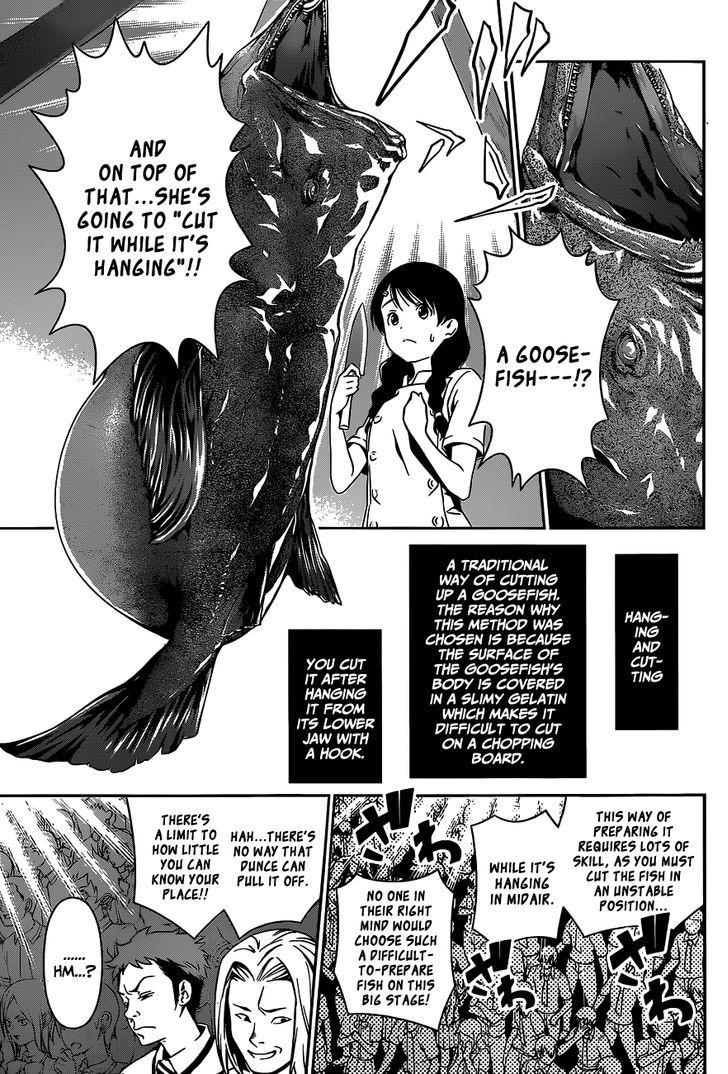 A GOOSE-
FISH---!?
AND
ON TOP OF
THAT...SHE'S
GOING TO "CUT
IT WHILE IT'S
HANGING"!!
HANG-
ING
AND
CUT-
TING
A TRADITIONAL
WAY OF CUTTING
UP A GOOSEFISH.
THE REASON WHY
THIS METHOD WAS
CHOSEN IS BECAUSE
THE SURFACE OF
THE GOOSEFISH'S
BODY IS COVERED
IN A SLIMY GELATIN
WHICH MAKES IT
DIFFICULT TO CUT
ON A CHOPPING
BOARD.
YOU CUT
IT AFTER
HANGING
IT FROM
ITS LOWER
JAW WITH
A HOOK.
THIS WAY OF
PREPARING IT
REQUIRES LOTS
OF SKILL, AS
YOU MUST
CUT THE FISH
IN AN
UNSTABLE
POSITION...
WHILE IT'S
HANGING
IN MIDAIR.
ざわ
ざわ
NO ONE IN
THEIR RIGHT
MIND WOULD
CHOOSE SUCH
A DIFFICULT-
TO-PREPARE
FISH ON THIS
BIG STAGE!
HAH...THERE'S
NO WAY THAT
DUNCE CAN
PULL IT OFF.
THERE'S
A LIMIT TO
HOW LITTLE
YOU CAN
KNOW YOUR
PLACE!!
......
HM...?